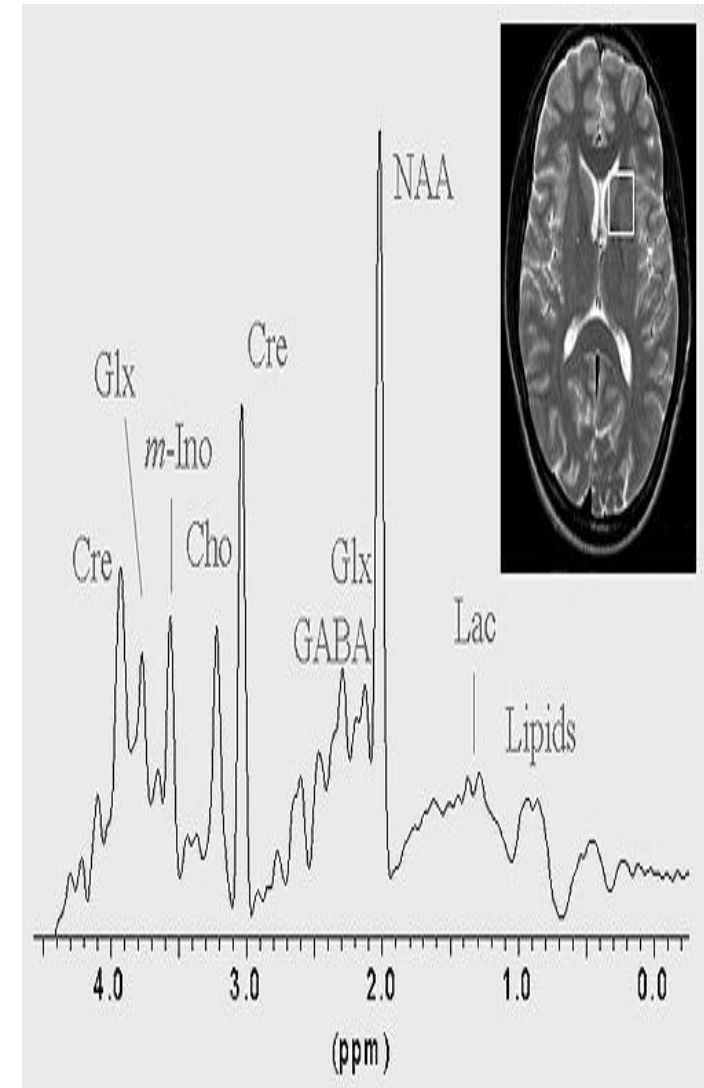 NAA
Cre
Glx
m-Ino
Cre
Cho
Glx
GABA
Lac
Lipids
4.0 3.0 2.0 1.0 0.0
(ppm)